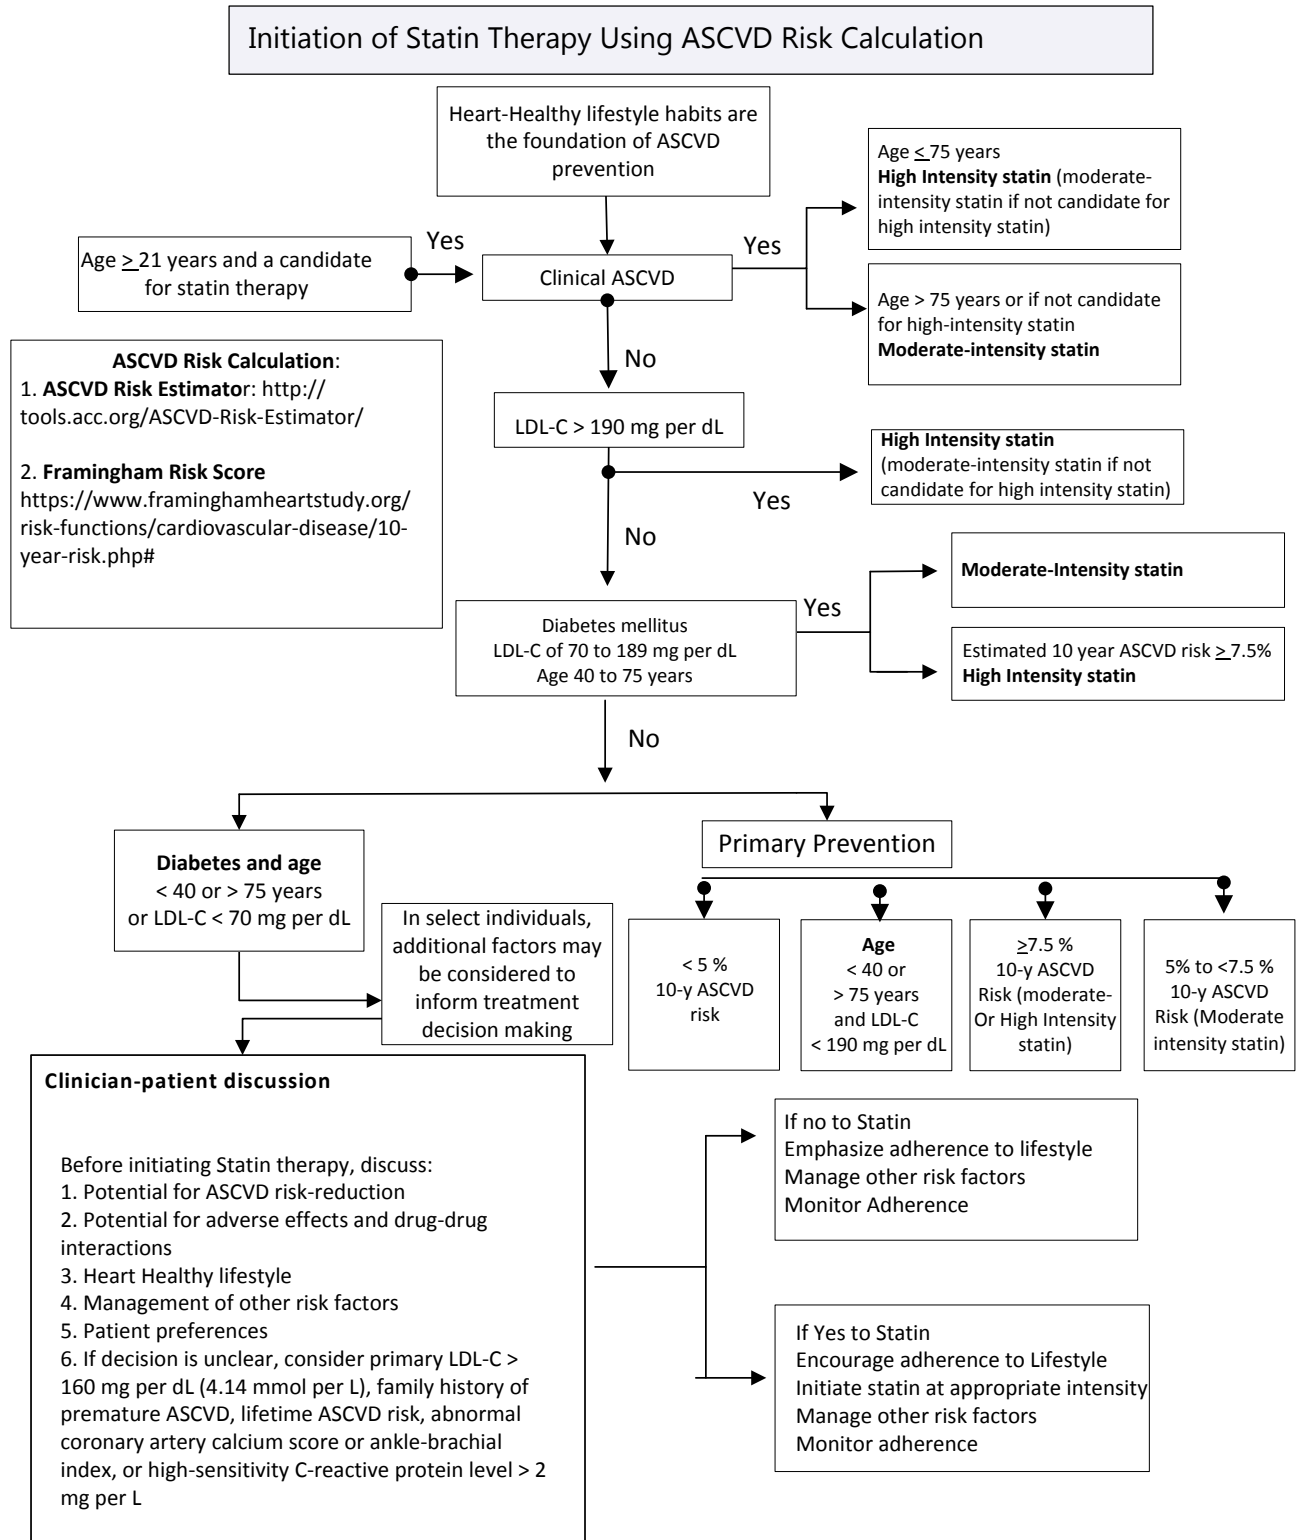 Initiation of Statin Therapy Using ASCVD Risk Calculation
Heart-Healthy lifestyle habits are
the foundation of ASCVD
prevention
Age < 75 years
High Intensity statin (moderate-
intensity statin if not candidate for
high intensity statin)
Yes
Yes
Age > 21 years and a candidate
for statin therapy
Clinical ASCVD
Age > 75 years or if not candidate
for high-intensity statin
Moderate-intensity statin
No
ASCVD Risk Calculation:
1. ASCVD Risk Estimator: http://
tools.acc.org/ASCVD-Risk-Estimator/
2. Framingham Risk Score
https://www.framinghamheartstudy.org/
risk-functions/cardiovascular-disease/10-
year-risk.php#
LDL-C > 190 mg per dL
High Intensity statin
(moderate-intensity statin if not
candidate for high intensity statin)
Yes
No
Moderate-Intensity statin
Yes
Diabetes mellitus
LDL-C of 70 to 189 mg per dL
Age 40 to 75 years
Estimated 10 year ASCVD risk > 7.5%
High Intensity statin
No
Diabetes and age
< 40 or > 75 years
or LDL-C < 70 mg per dL
Primary Prevention
In select individuals,
additional factors may
be considered to
inform treatment
decision making
< 5 %
10-y ASCVD
risk
Age
< 40 or
> 75 years
and LDL-C
< 190 mg per dL
>7.5 %
10-y ASCVD
Risk (moderate-
Or High Intensity
statin)
5% to <7.5 %
10-y ASCVD
Risk (Moderate
intensity statin)
Clinician-patient discussion
Before initiating Statin therapy, discuss:
1. Potential for ASCVD risk-reduction
2. Potential for adverse effects and drug-drug
interactions
3. Heart Healthy lifestyle
4. Management of other risk factors
5. Patient preferences
6. If decision is unclear, consider primary LDL-C >
160 mg per dL (4.14 mmol per L), family history of
premature ASCVD, lifetime ASCVD risk, abnormal
coronary artery calcium score or ankle-brachial
index, or high-sensitivity C-reactive protein level > 2
mg per L
If no to Statin
Emphasize adherence to lifestyle
Manage other risk factors
Monitor Adherence
If Yes to Statin
Encourage adherence to Lifestyle
Initiate statin at appropriate intensity
Manage other risk factors
Monitor adherence